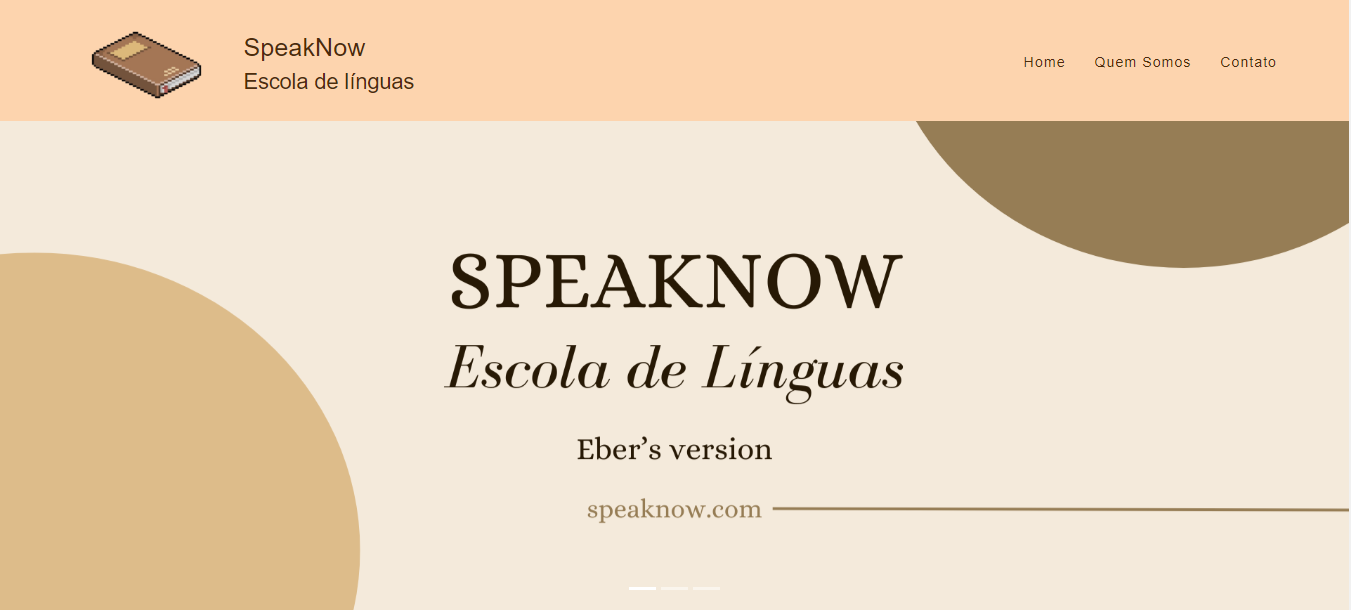 SpeakNow
Escola de línguas
Home Quem Somos Contato
SPEAKNOW
Escola de Línguas
Eber’s version
speaknow.com